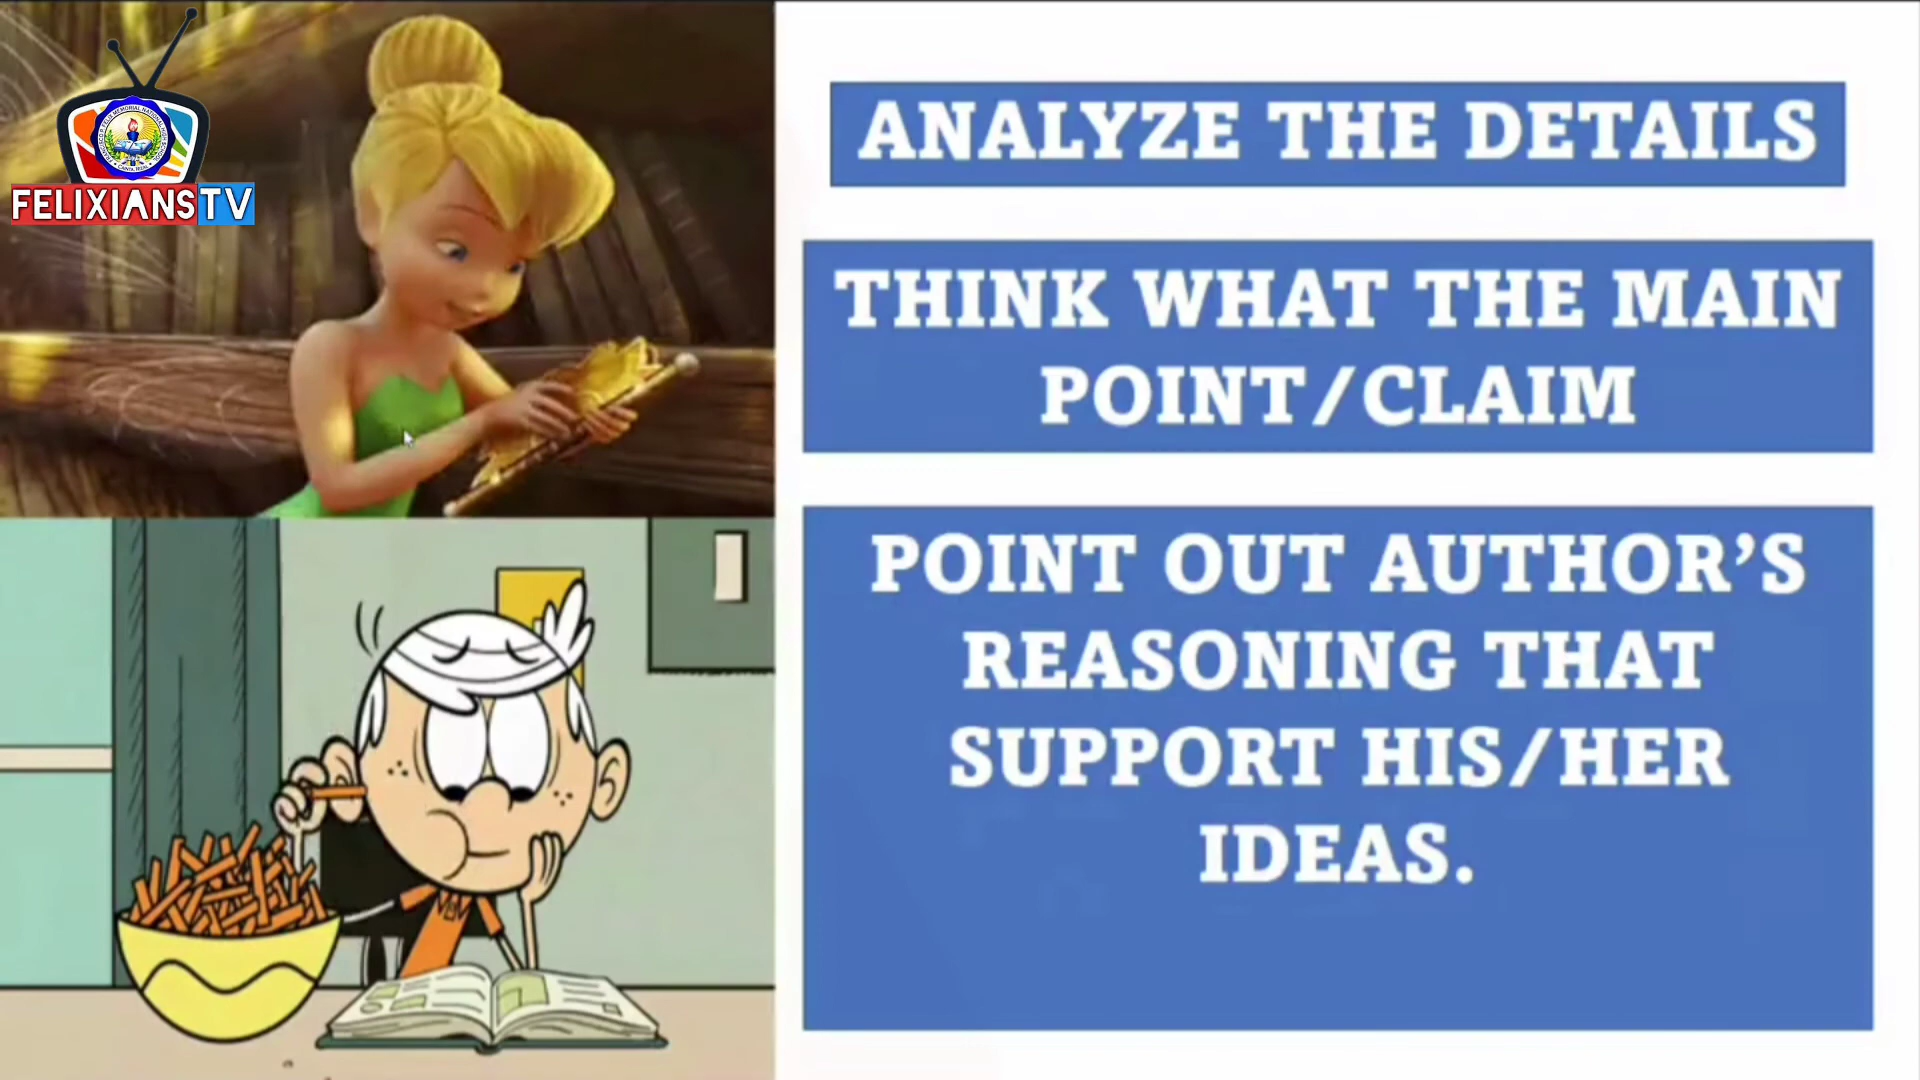 FELIXIANSTV
ANALYZE THE DETAILS
THINK WHAT THE MAIN
POINT/CLAIM
POINT OUT AUTHOR’S
REASONING THAT
SUPPORT HIS/HER
IDEAS.